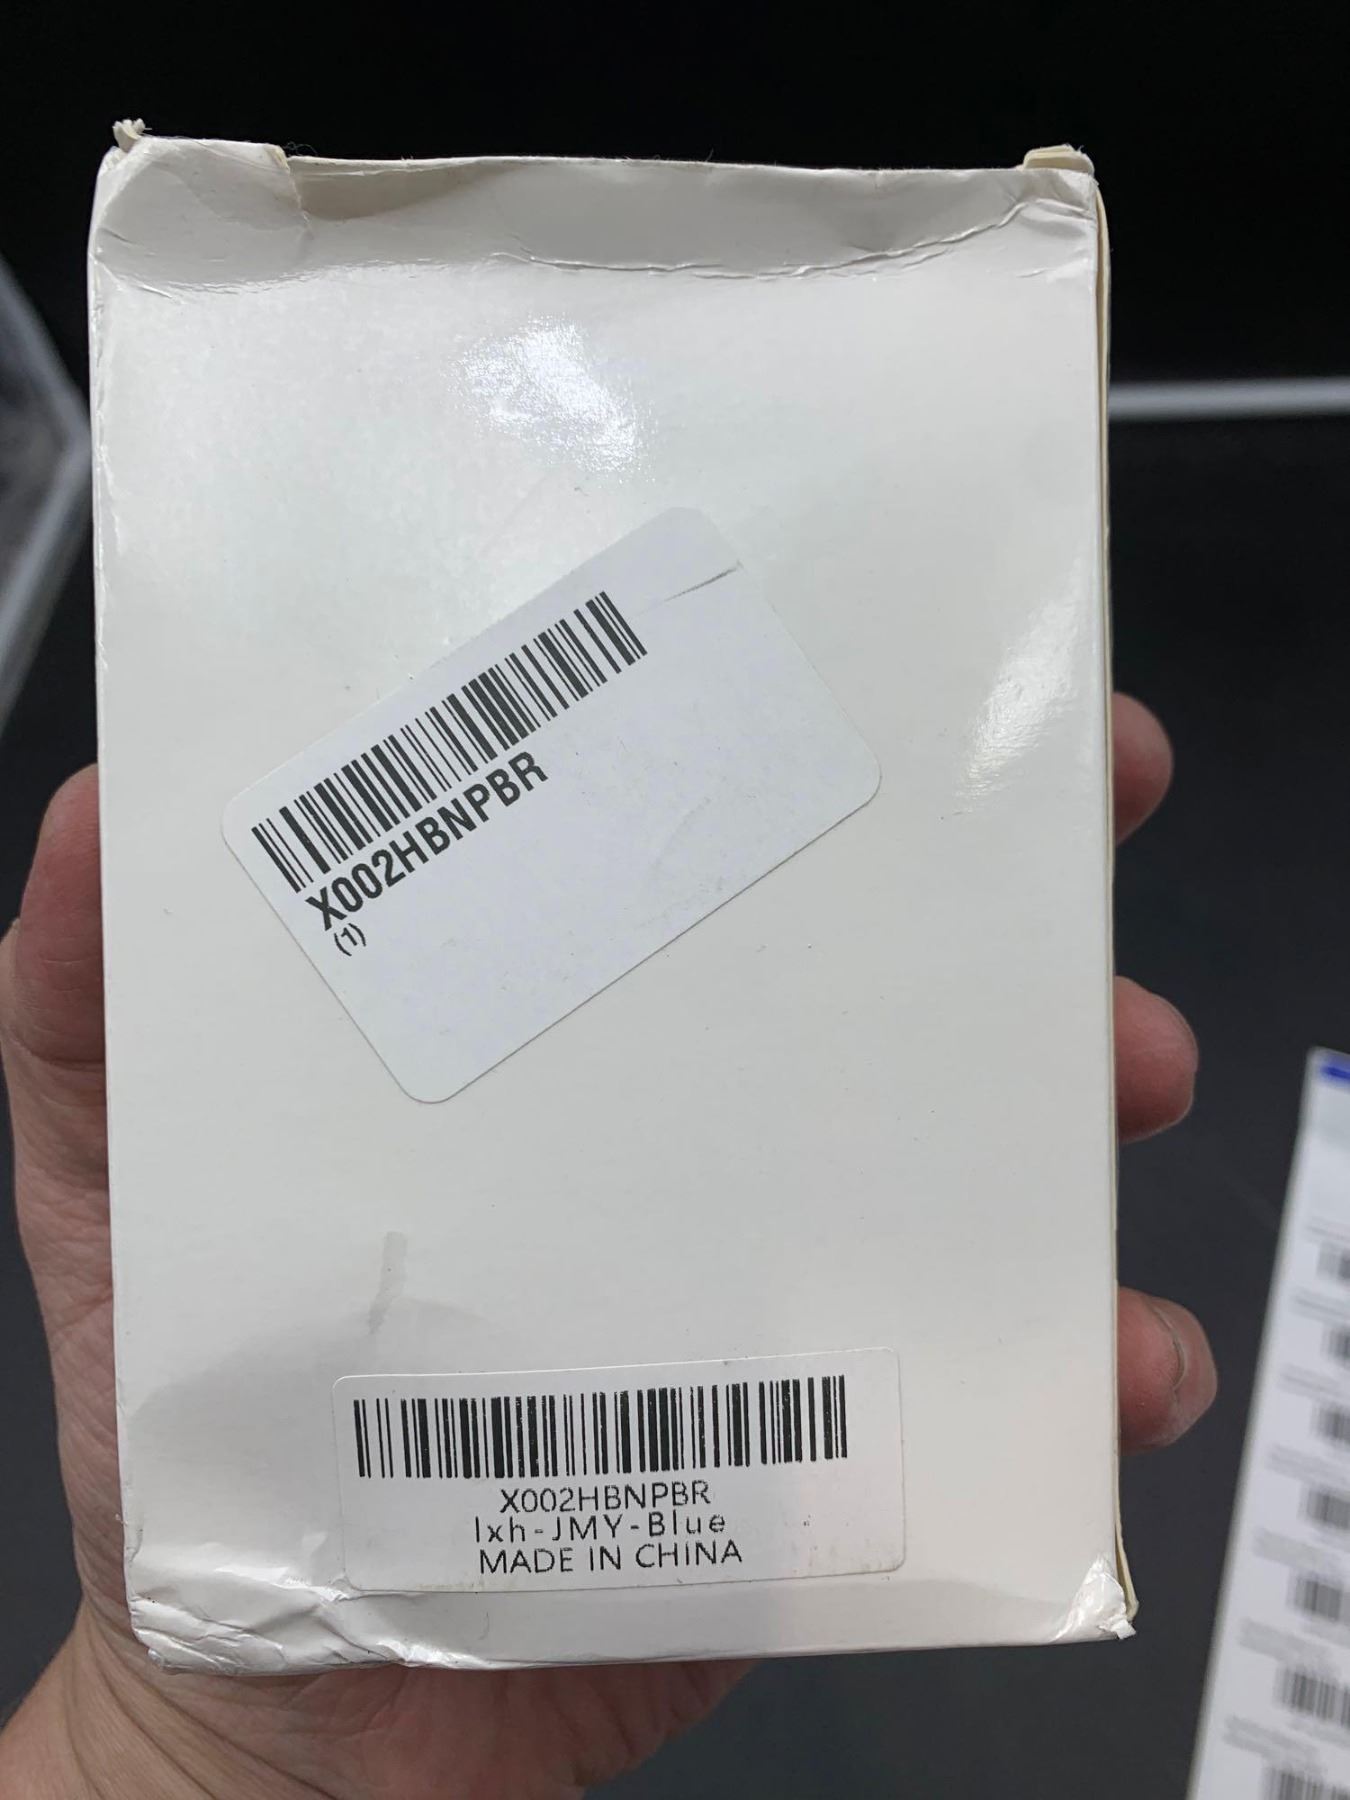 X002HBNPBR
(1)
X002HBNPBR
lxh-JMY-Blue
MADE IN CHINA